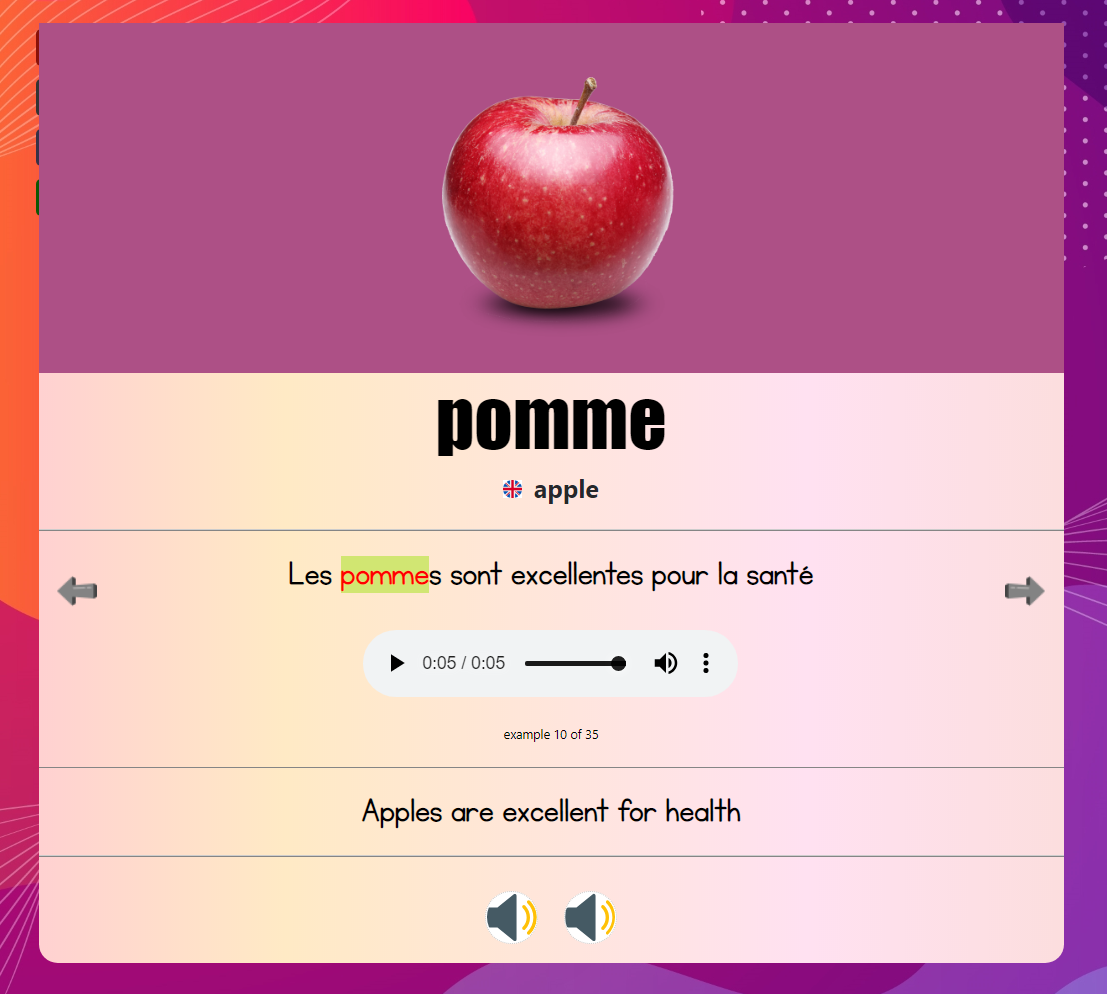 pomme
apple
Les pommes sont excellentes pour la santé
0:05 / 0:05
example 10 of 35
Apples are excellent for health